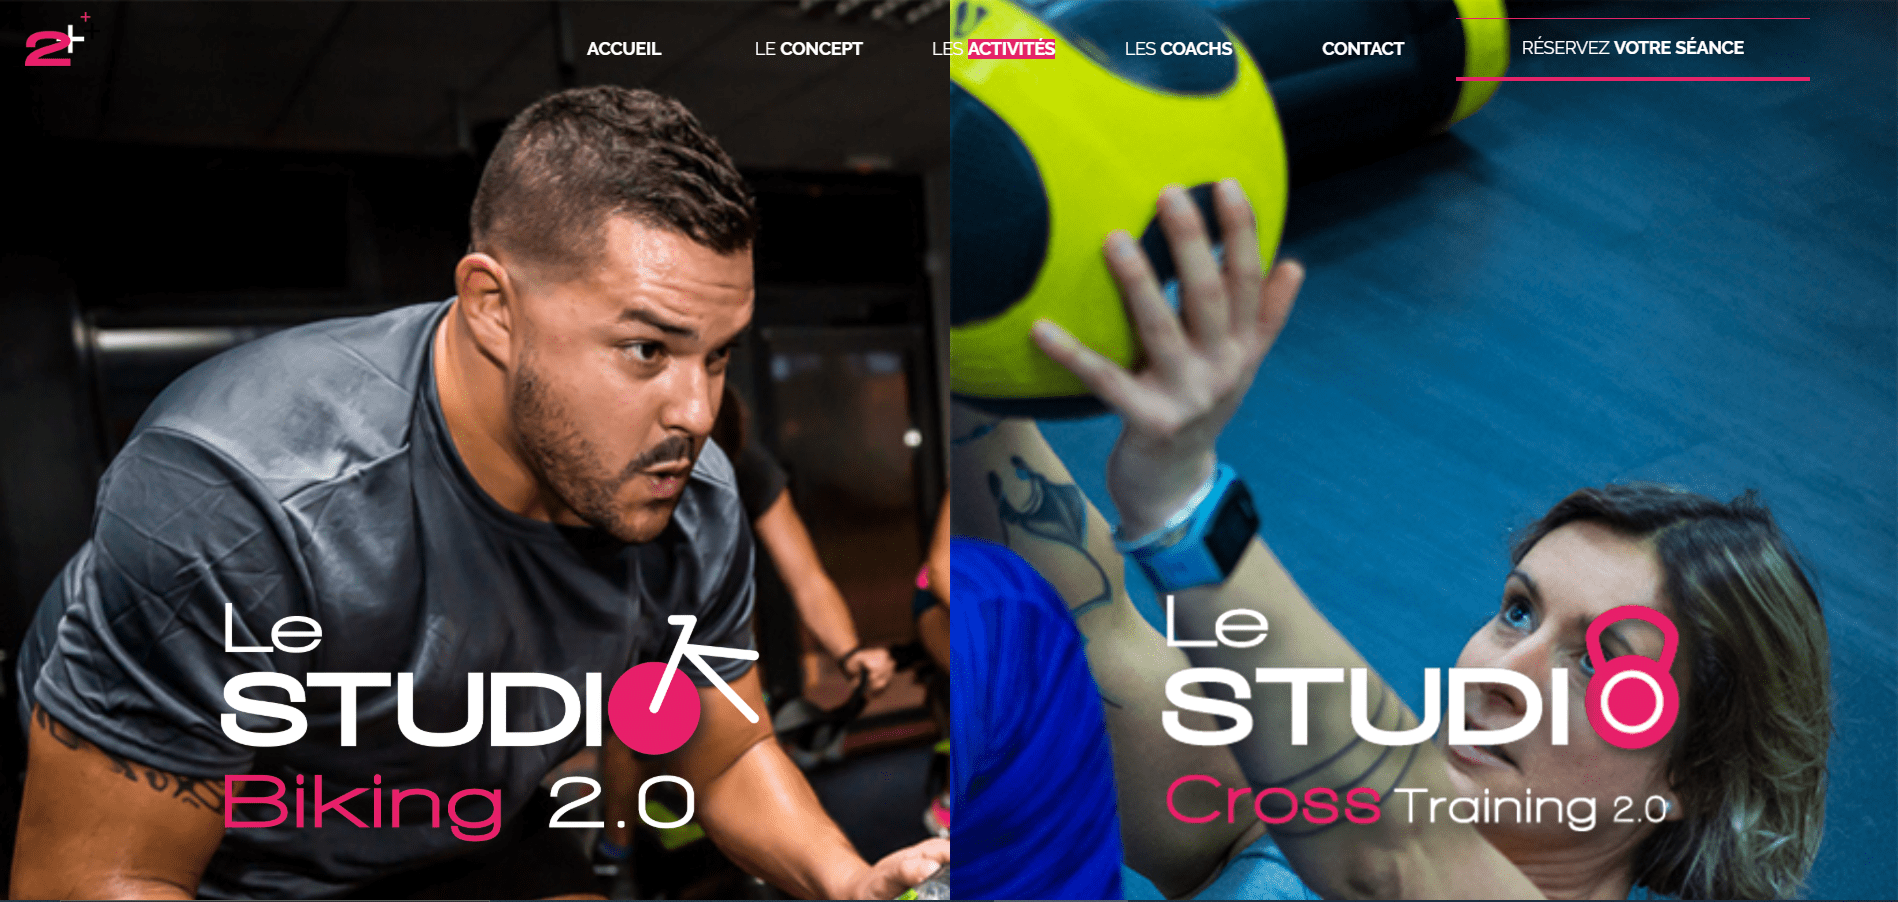 2+
ACCUEIL
LE CONCEPT
LES ACTIVITÉS
LES COACHS
CONTACT
RÉSERVEZ VOTRE SÉANCE
Le
STUDIO
Biking 2.0
Le
STUDIO
Cross Training 2.0